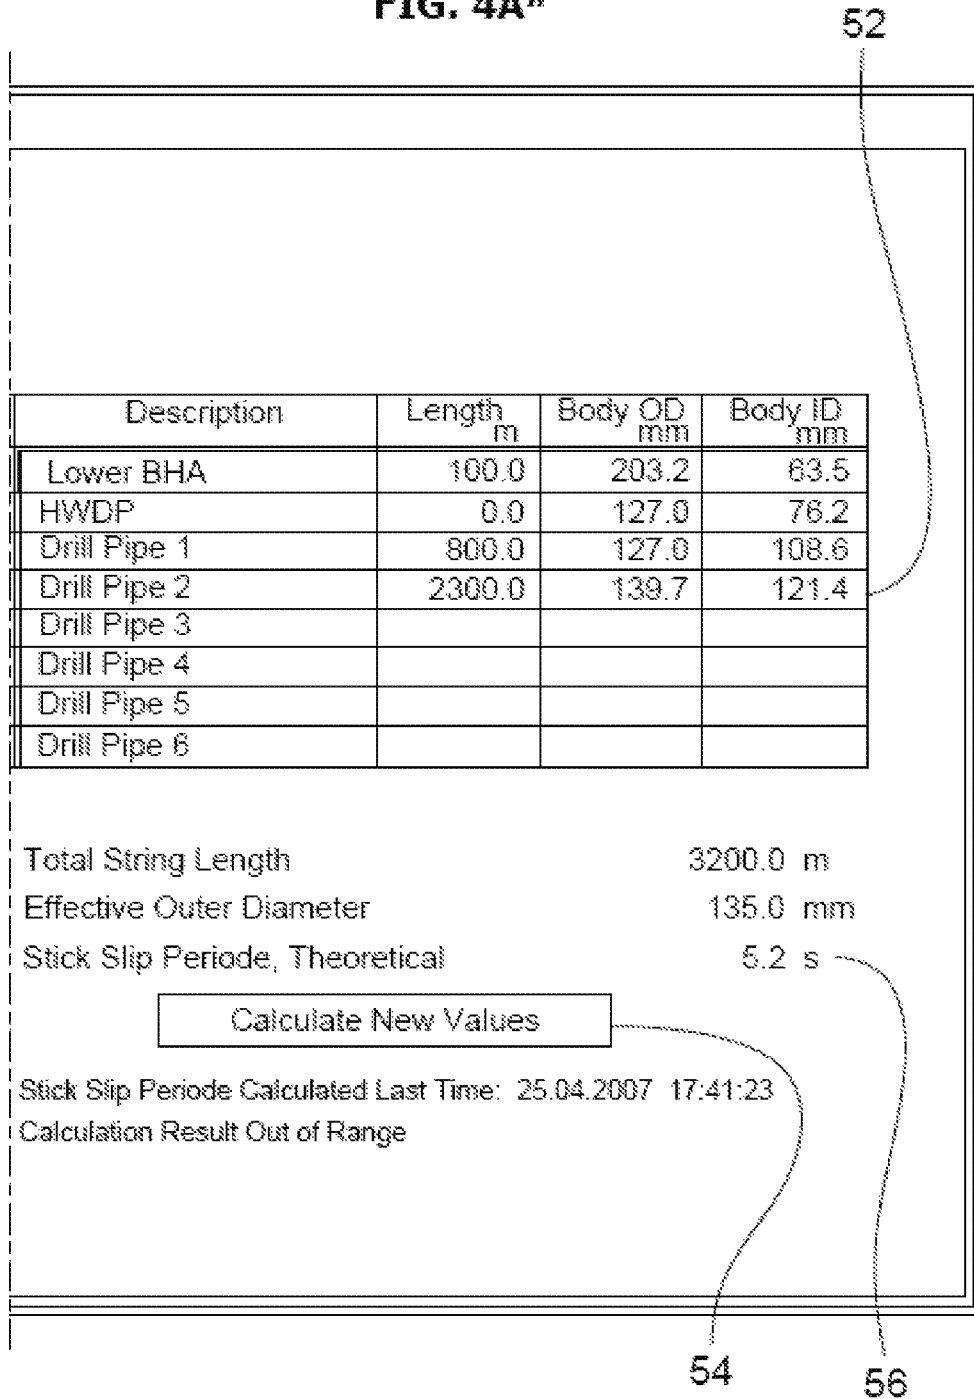 FIG. 4A"
52
Description Length m Body OD mm Body ID mm
Lower BHA 100.0 203.2 63.5
HWDP 0.0 127.0 76.2
Drill Pipe 1 800.0 127.0 108.6
Drill Pipe 2 2300.0 139.7 121.4
Drill Pipe 3
Drill Pipe 4
Drill Pipe 5
Drill Pipe 6
Total String Length 3200.0 m
Effective Outer Diameter 135.0 mm
Stick Slip Periode, Theoretical 5.2 s
Calculate New Values
Stick Slip Periode Calculated Last Time: 25.04.2007 17:41:23
Calculation Result Out of Range
54
56